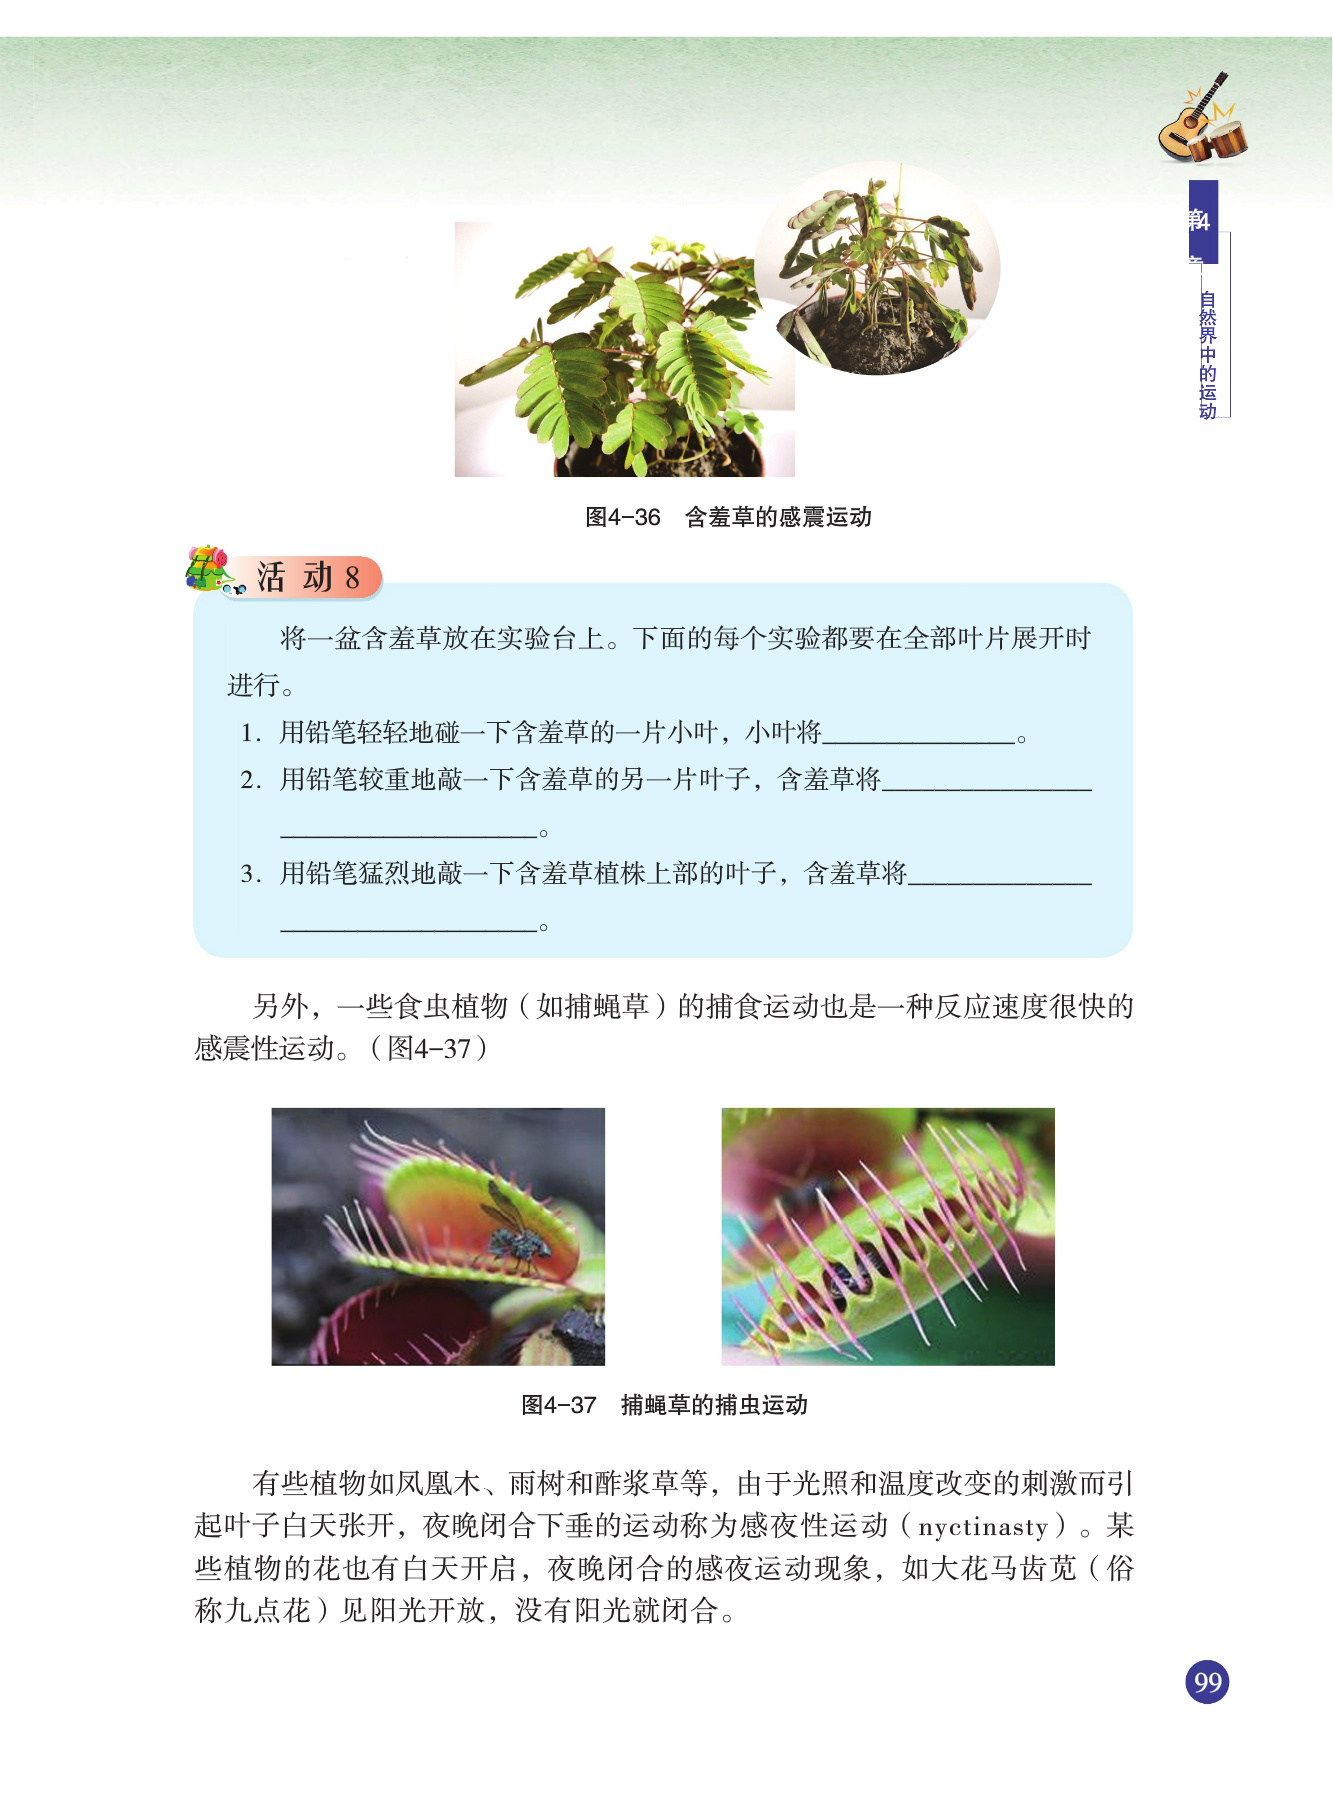 第4章
自然界中的运动
图4-36 含羞草的感震运动
活动8
将一盆含羞草放在实验台上。下面的每个实验都要在全部叶片展开时
进行。
1. 用铅笔轻轻地碰一下含羞草的一片小叶，小叶将______________。
2. 用铅笔较重地敲一下含羞草的另一片叶子，含羞草将_______________
___________________。
3. 用铅笔猛烈地敲一下含羞草植株上部的叶子，含羞草将_____________
___________________。
另外，一些食虫植物（如捕蝇草）的捕食运动也是一种反应速度很快的
感震性运动。（图4-37）
图4-37 捕蝇草的捕虫运动
有些植物如凤凰木、雨树和酢浆草等，由于光照和温度改变的刺激而引
起叶子白天张开，夜晚闭合下垂的运动称为感夜性运动（nyctinasty）。某
些植物的花也有白天开启，夜晚闭合的感夜运动现象，如大花马齿苋（俗
称九点花）见阳光开放，没有阳光就闭合。
99